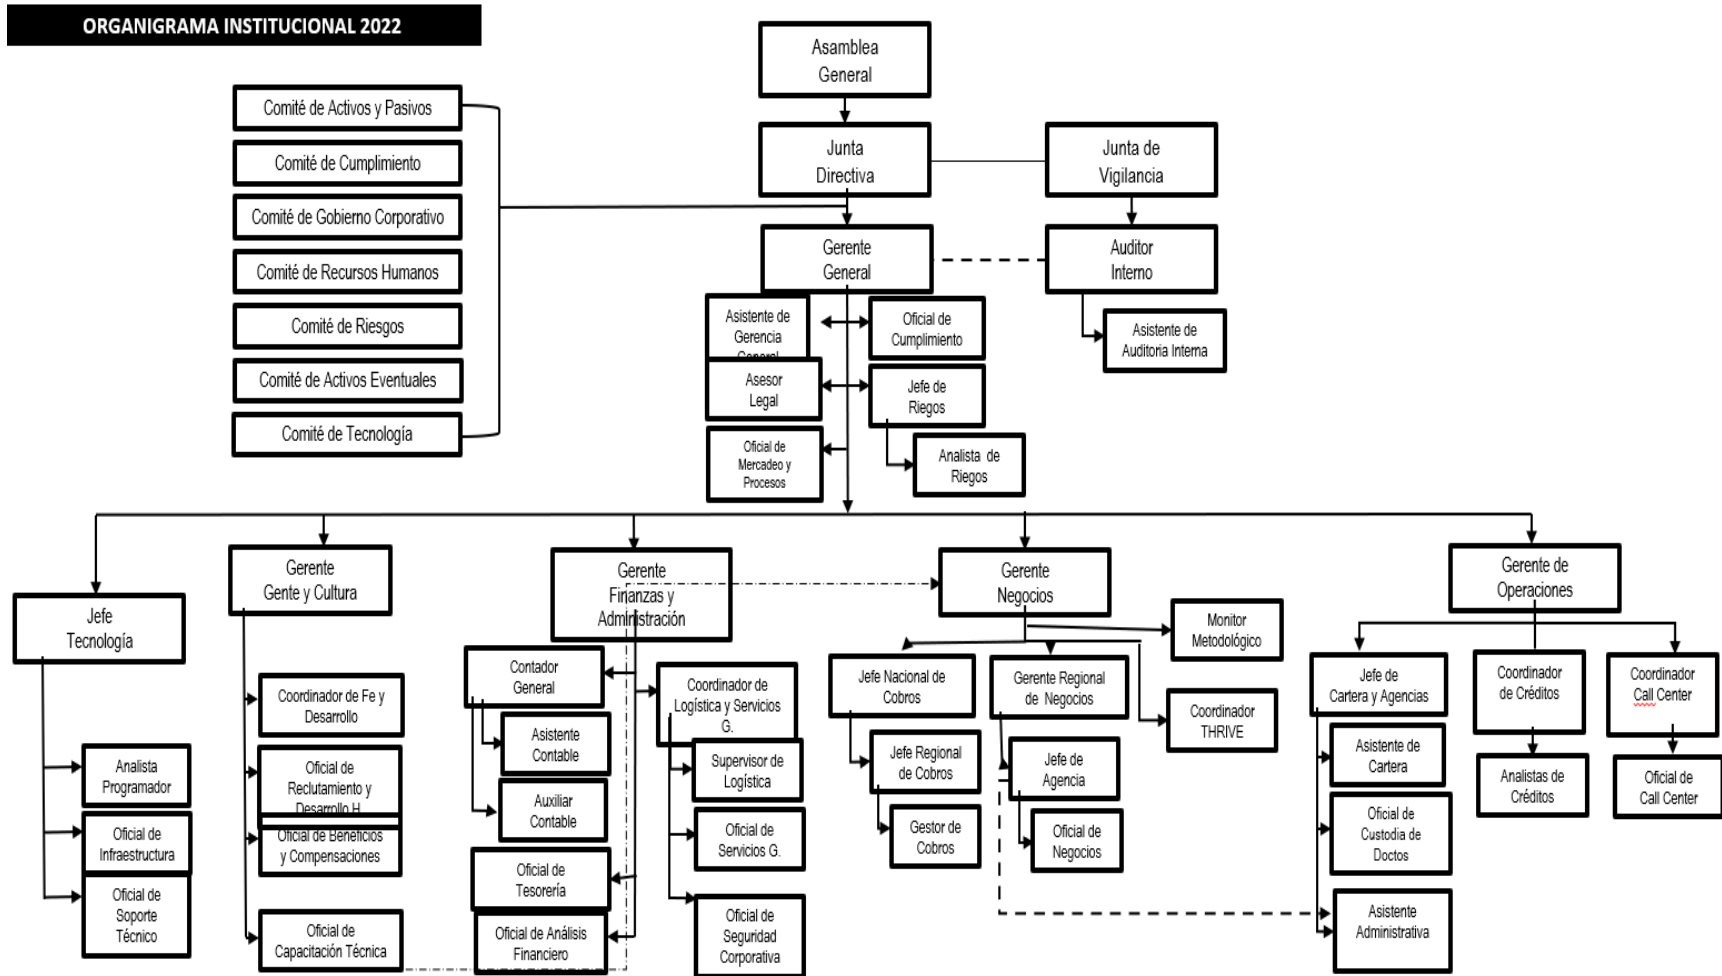 ORGANIGRAMA INSTITUCIONAL 2022
Asamblea
General
Comité de Activos y Pasivos
Comité de Cumplimiento
Comité de Gobierno Corporativo
Comité de Recursos Humanos
Comité de Riesgos
Comité de Activos Eventuales
Comité de Tecnología
Junta
Directiva
Junta de
Vigilancia
Gerente
General
Auditor
Interno
Asistente de
Gerencia
General
Oficial de
Cumplimiento
Asistente de
Auditoria Interna
Asesor
Legal
Jefe de
Riegos
Oficial de
Mercadeo y
Procesos
Analista de
Riegos
Jefe
Tecnología
Analista
Programador
Oficial de
Infraestructura
Oficial de
Soporte
Técnico
Gerente
Gente y Cultura
Coordinador de Fe y
Desarrollo
Oficial de
Reclutamiento y
Desarrollo H.
Oficial de Beneficios
y Compensaciones
Oficial de
Capacitación Técnica
Gerente
Finanzas y
Administración
Contador
General
Asistente
Contable
Auxiliar
Contable
Oficial de
Tesorería
Oficial de Análisis
Financiero
Coordinador de
Logística y Servicios
G.
Supervisor de
Logística
Oficial de
Servicios G.
Oficial de
Seguridad
Corporativa
Gerente
Negocios
Jefe Nacional de
Cobros
Jefe Regional
de Cobros
Gestor de
Cobros
Gerente Regional
de Negocios
Jefe de
Agencia
Oficial de
Negocios
Monitor
Metodológico
Coordinador
THRIVE
Gerente de
Operaciones
Jefe de
Cartera y Agencias
Asistente de
Cartera
Oficial de
Custodia de
Doctos
Asistente
Administrativa
Coordinador
de Créditos
Analistas de
Créditos
Coordinador
Call Center
Oficial de
Call Center